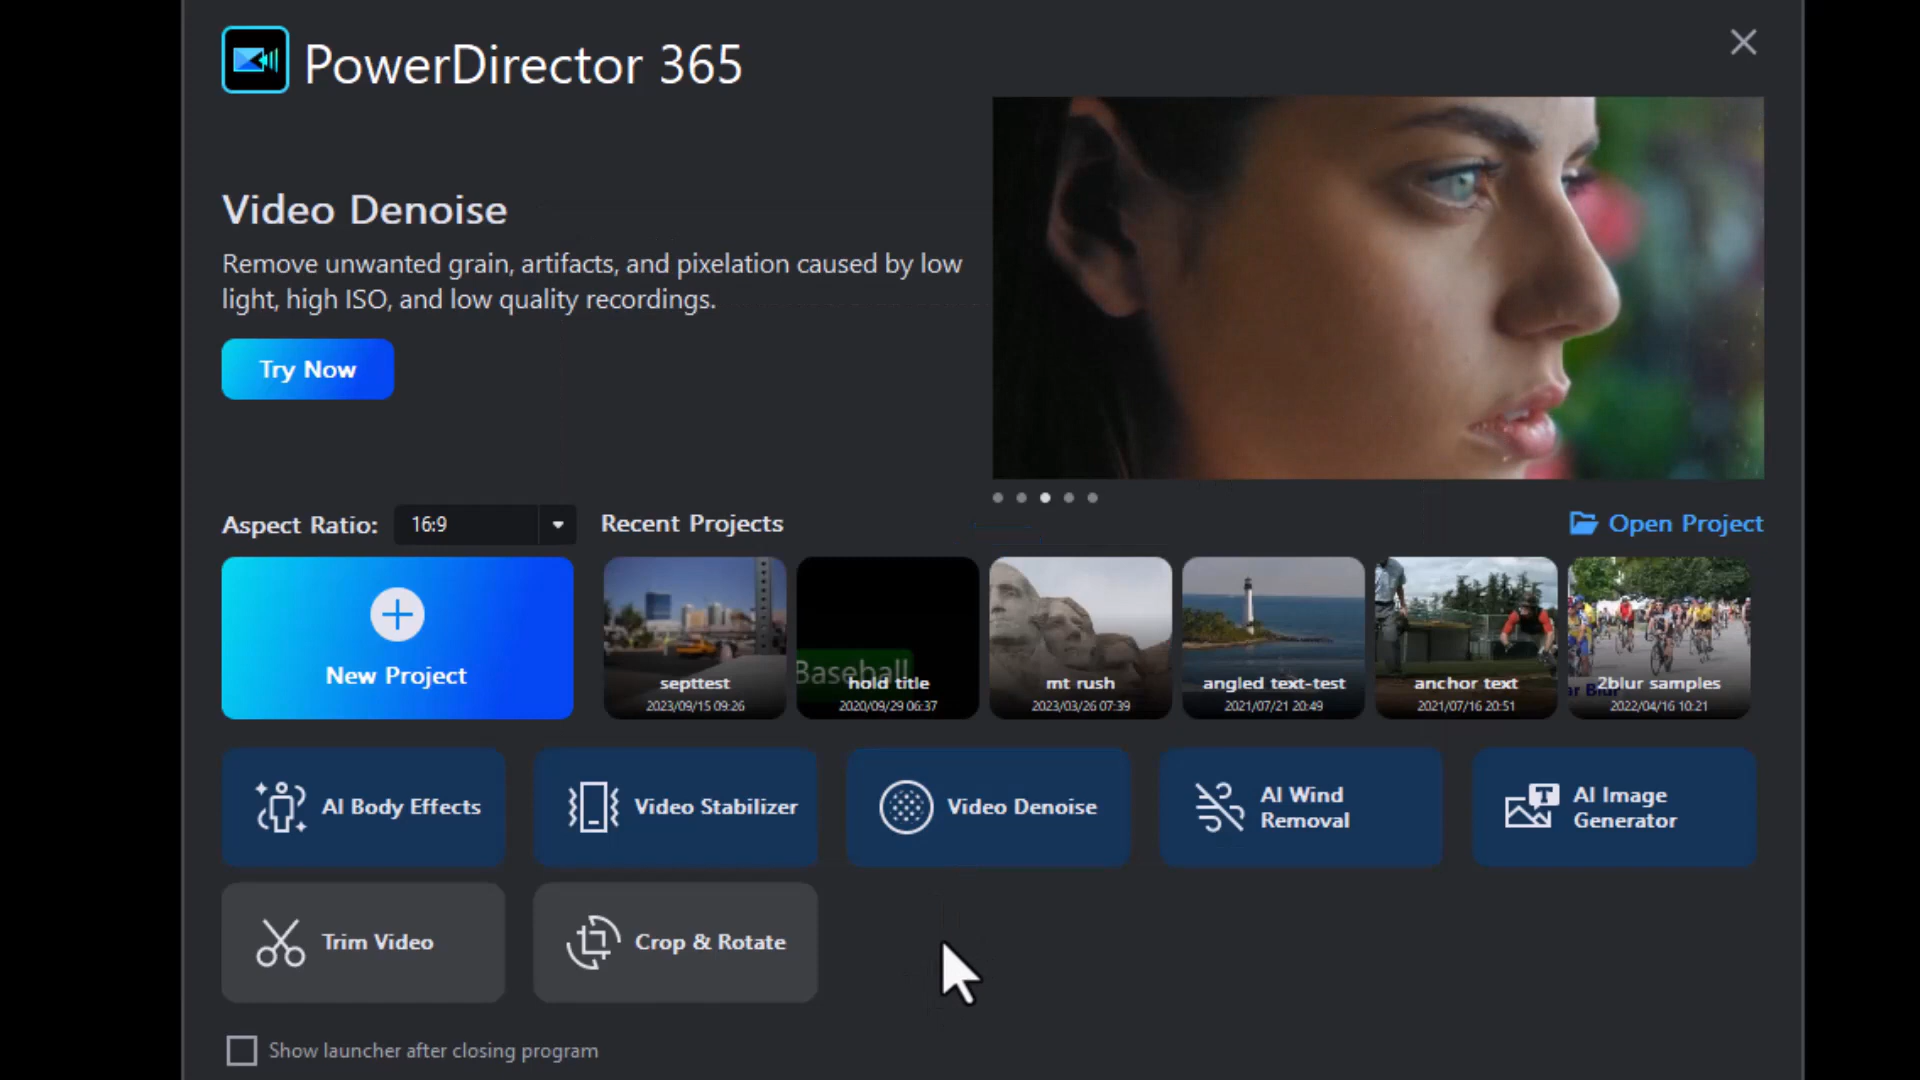 PowerDirector 365
Video Denoise
Remove unwanted grain, artifacts, and pixelation caused by low
light, high ISO, and low quality recordings.
Try Now
Aspect Ratio: 16:9
Recent Projects
Open Project
New Project
Baseball
septtest
2023/09/15 09:26
hold title
2020/09/29 06:37
mt rush
2023/03/26 07:39
angled text-test
2021/07/21 20:49
anchor text
2021/07/16 20:51
2blur samples
2022/04/16 10:21
AI Body Effects
Video Stabilizer
Video Denoise
AI Wind
Removal
T
AI Image
Generator
Trim Video
Crop & Rotate
Show launcher after closing program